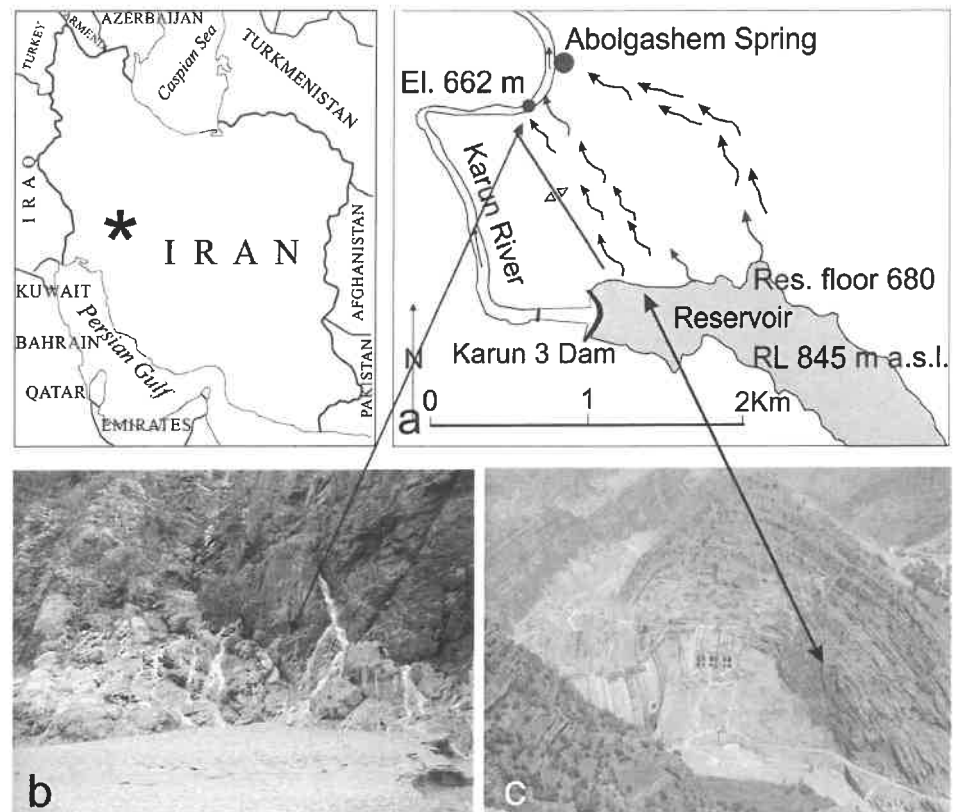 TURKEY
ARMENI
AZERBAIJAN
Caspian Sea
TURKMENISTAN
IRAQ
IRAN
*
AFGHANISTAN
PAKISTAN
KUWAIT
BAHRAIN
QATAR
EMIRATES
Persian Gulf
Abolgashem Spring
El. 662 m
Karun River
Res. floor 680
Reservoir
RL 845 m a.s.l.
Karun 3 Dam
N
a
0 1 2Km
b
c